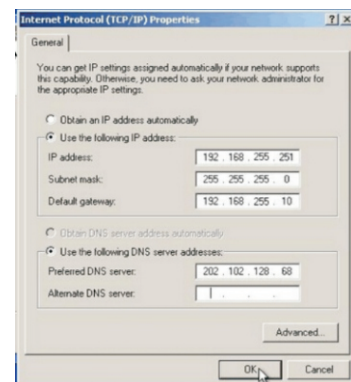 Internet Protocol (TCP/IP) Properties
General
You can get IP settings assigned automatically if your network supports
this capability. Otherwise, you need to ask your network administrator for
the appropriate IP settings.
Obtain an IP address automatically
Use the following IP address:
IP address: 192 . 168 . 255 . 251
Subnet mask: 255 . 255 . 255 . 0
Default gateway: 192 . 168 . 255 . 10
Obtain DNS server address automatically
Use the following DNS server addresses:
Preferred DNS server: 202 . 102 . 128 . 68
Alternate DNS server: . . .
Advanced...
OK Cancel